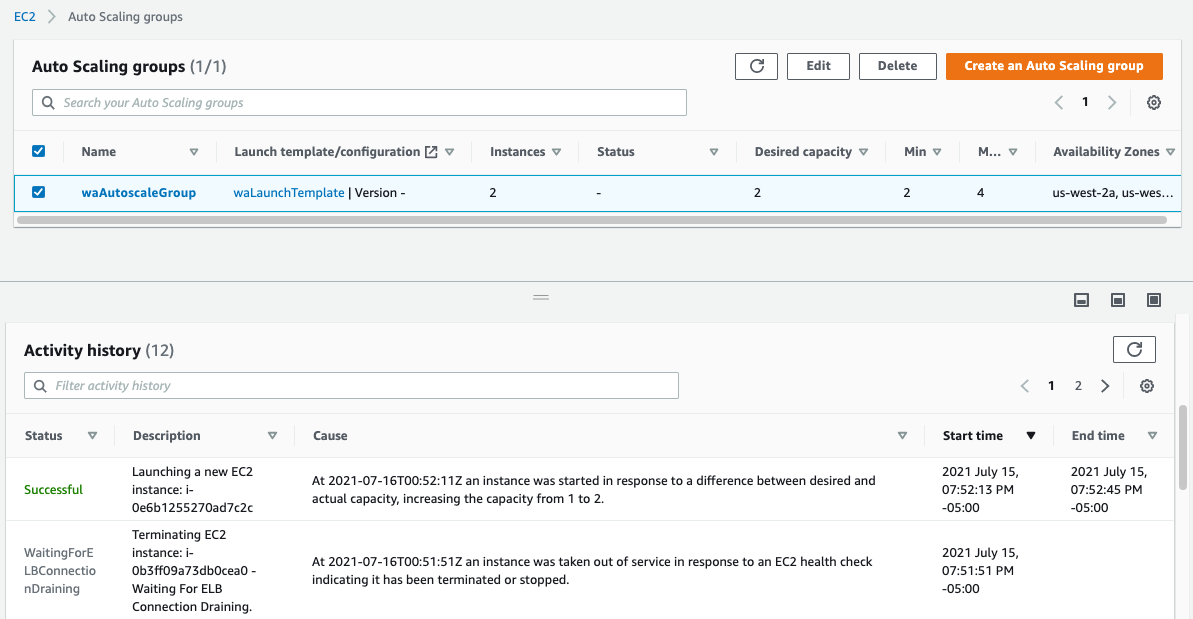 EC2 Auto Scaling groups
Auto Scaling groups (1/1)
Edit Delete Create an Auto Scaling group
Search your Auto Scaling groups
1
Name Launch template/configuration Instances Status Desired capacity Min M... Availability Zones
waAutoscaleGroup waLaunchTemplate | Version - 2 - 2 2 4 us-west-2a, us-wes...
Activity history (12)
Filter activity history
1 2
Status Description Cause Start time End time
Successful
Launching a new EC2
instance: i-
0e6b1255270ad7c2c
At 2021-07-16T00:52:11Z an instance was started in response to a difference between desired and
actual capacity, increasing the capacity from 1 to 2.
2021 July 15,
07:52:13 PM
-05:00
2021 July 15,
07:52:45 PM
-05:00
WaitingForE
LBConnectio
nDraining
Terminating EC2
instance: i-
0b3ff09a73db0cea0 -
Waiting For ELB
Connection Draining.
At 2021-07-16T00:51:51Z an instance was taken out of service in response to an EC2 health check
indicating it has been terminated or stopped.
2021 July 15,
07:51:51 PM
-05:00